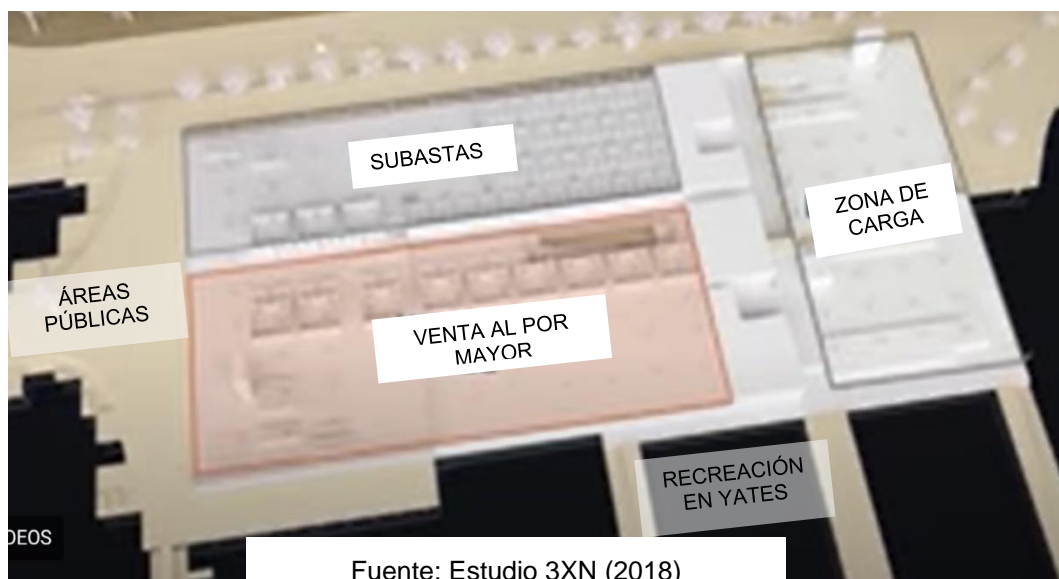 SUBASTAS
ZONA DE
CARGA
ÁREAS
PÚBLICAS
VENTA AL POR
MAYOR
RECREACIÓN
EN YATES
DEOS
Fuente: Estudio 3XN (2018)